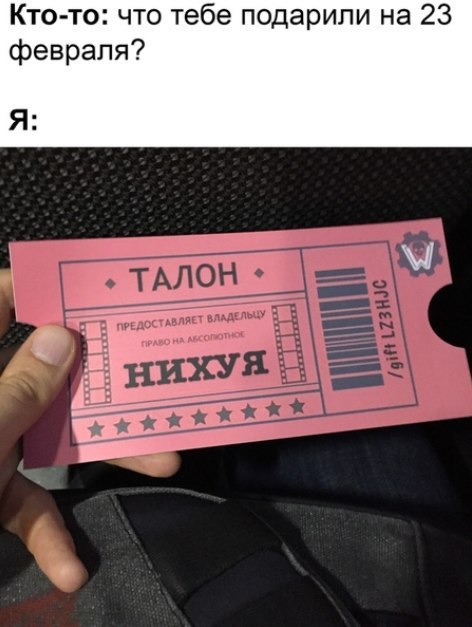 Кто-то: что тебе подарили на 23
февраля?
Я:
ТАЛОН
ПРЕДОСТАВЛЯЕТ ВЛАДЕЛЬЦУ
ПРАВО НА АБСОЛЮТНОЕ
НИХУЯ
/gift LZ3HJC
W